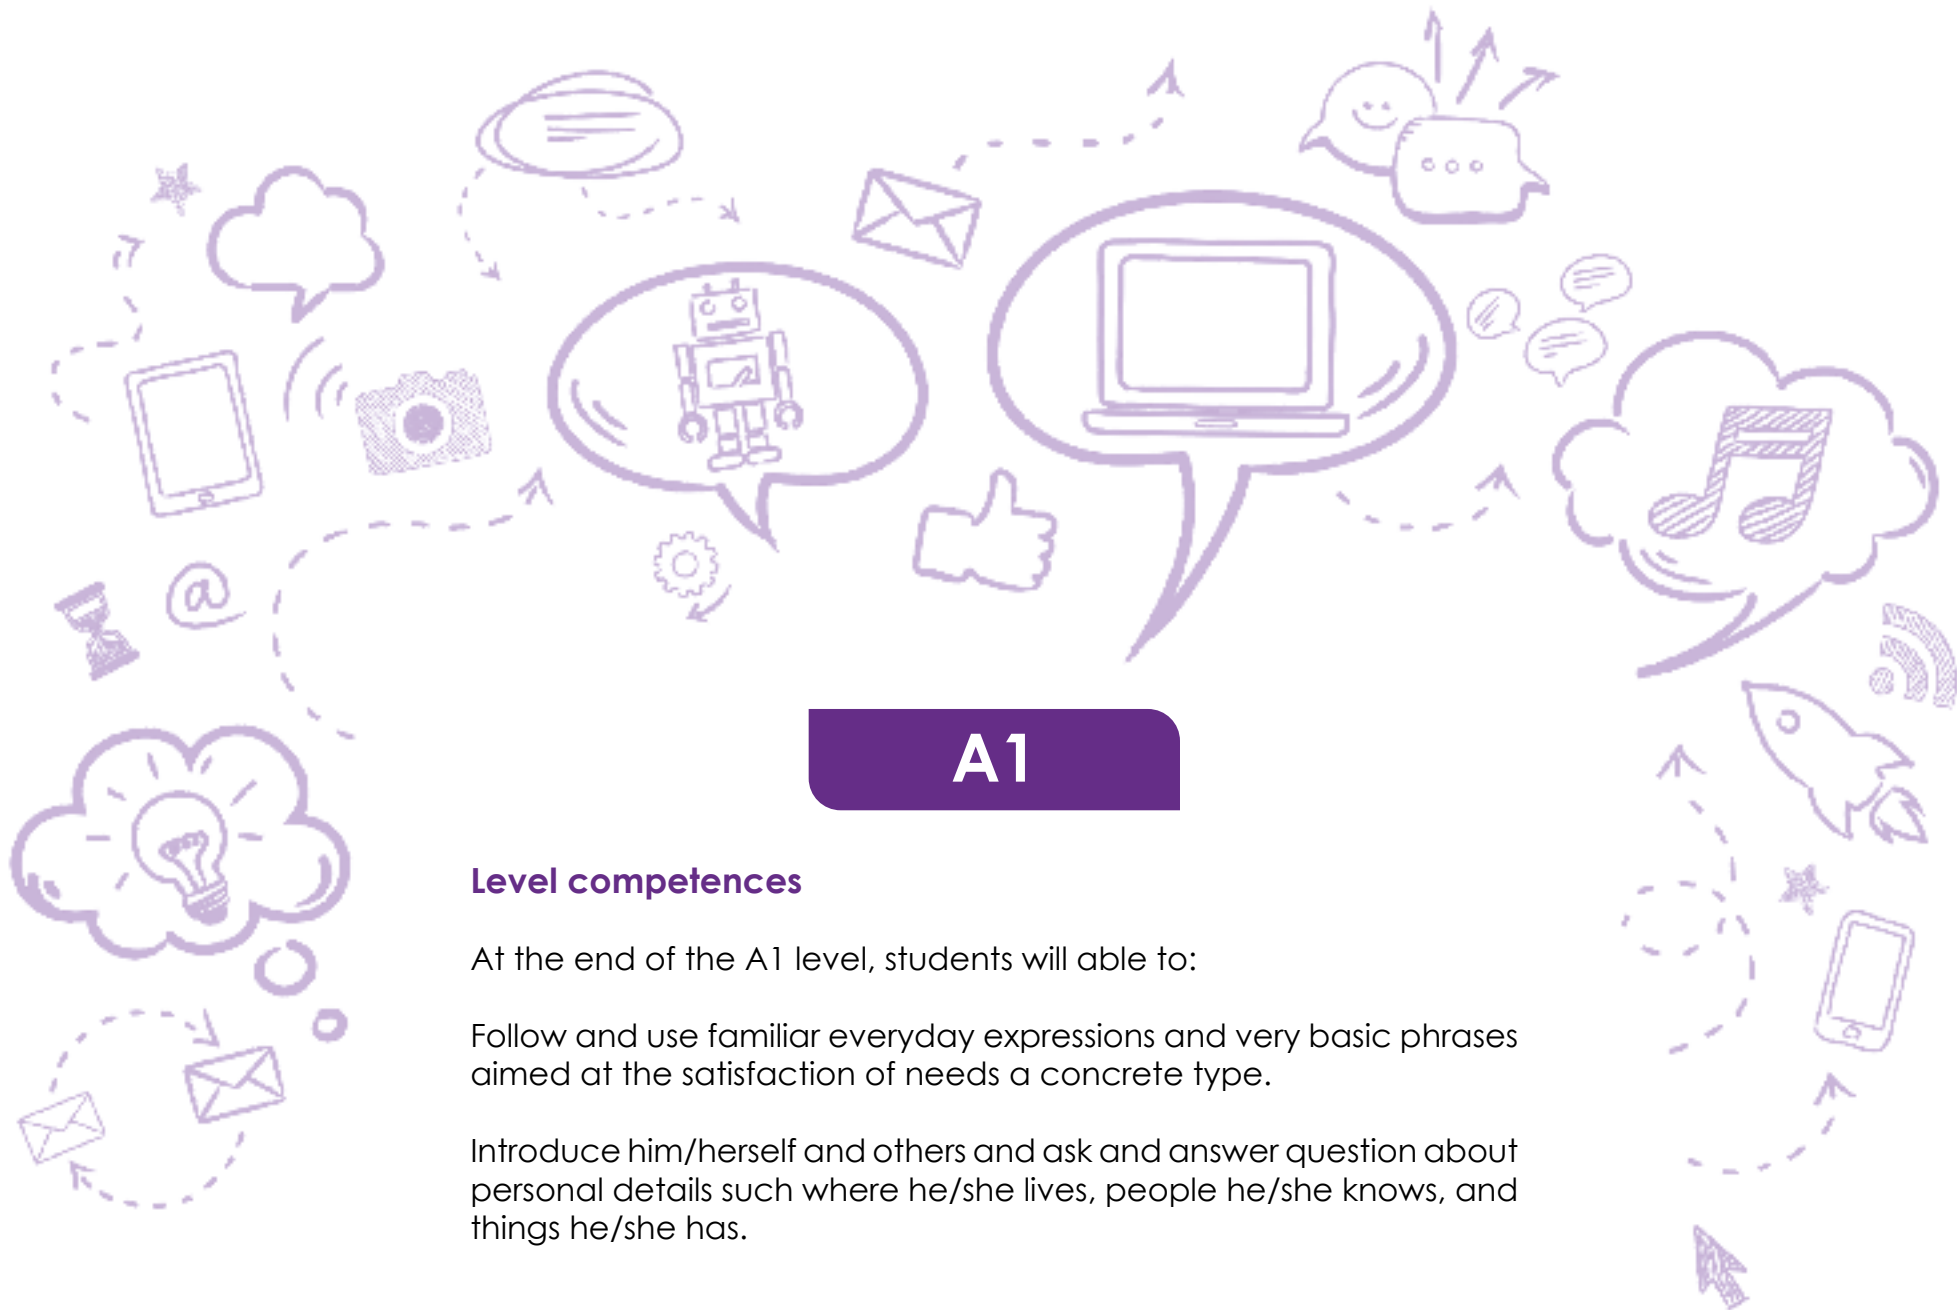 A1
Level competences
At the end of the A1 level, students will able to:
Follow and use familiar everyday expressions and very basic phrases
aimed at the satisfaction of needs a concrete type.
Introduce him/herself and others and ask and answer question about
personal details such where he/she lives, people he/she knows, and
things he/she has.